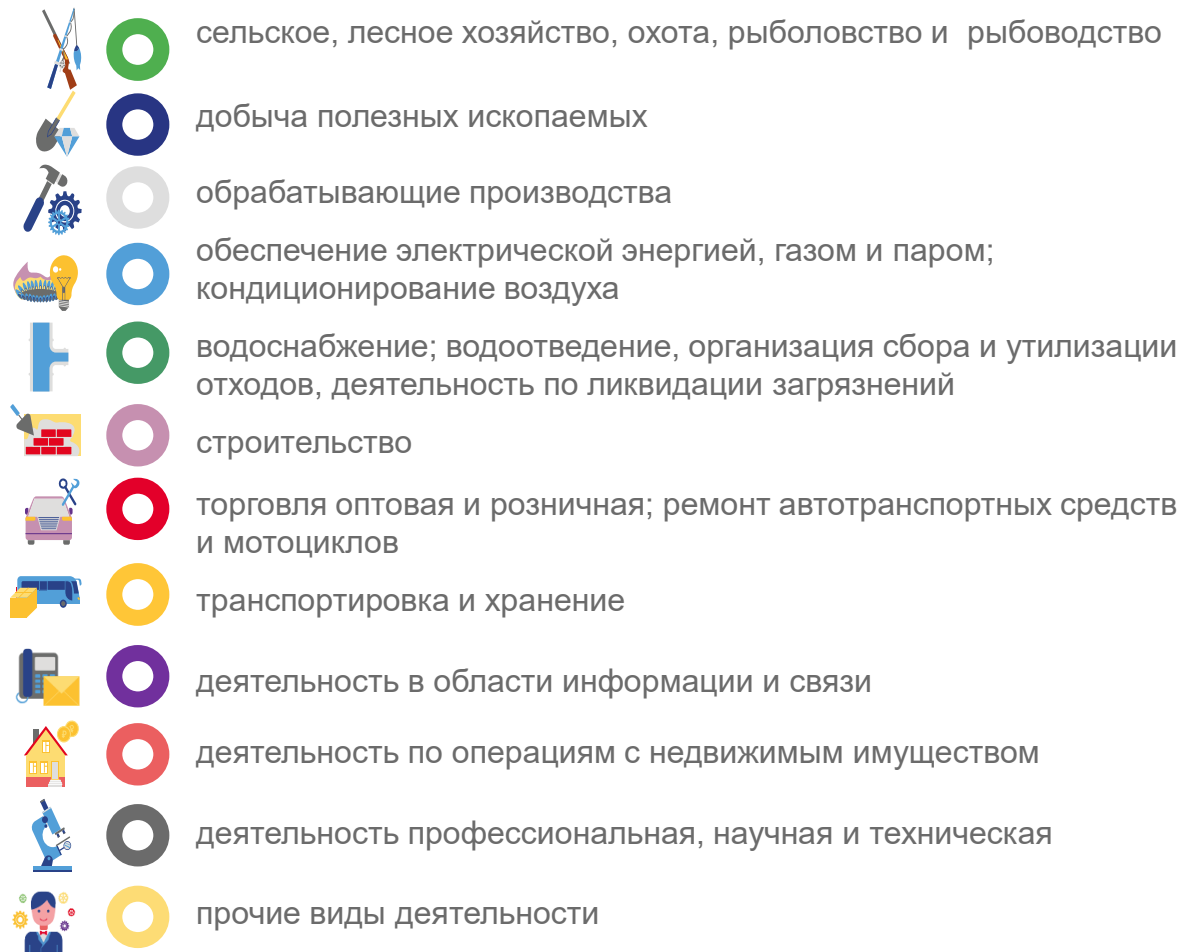 сельское, лесное хозяйство, охота, рыболовство и  рыбоводство
добыча полезных ископаемых
обрабатывающие производства
обеспечение электрической энергией, газом и паром;
кондиционирование воздуха
водоснабжение; водоотведение, организация сбора и утилизации
отходов, деятельность по ликвидации загрязнений
строительство
торговля оптовая и розничная; ремонт автотранспортных средств
и мотоциклов
транспортировка и хранение
деятельность в области информации и связи
деятельность по операциям с недвижимым имуществом
деятельность профессиональная, научная и техническая
прочие виды деятельности